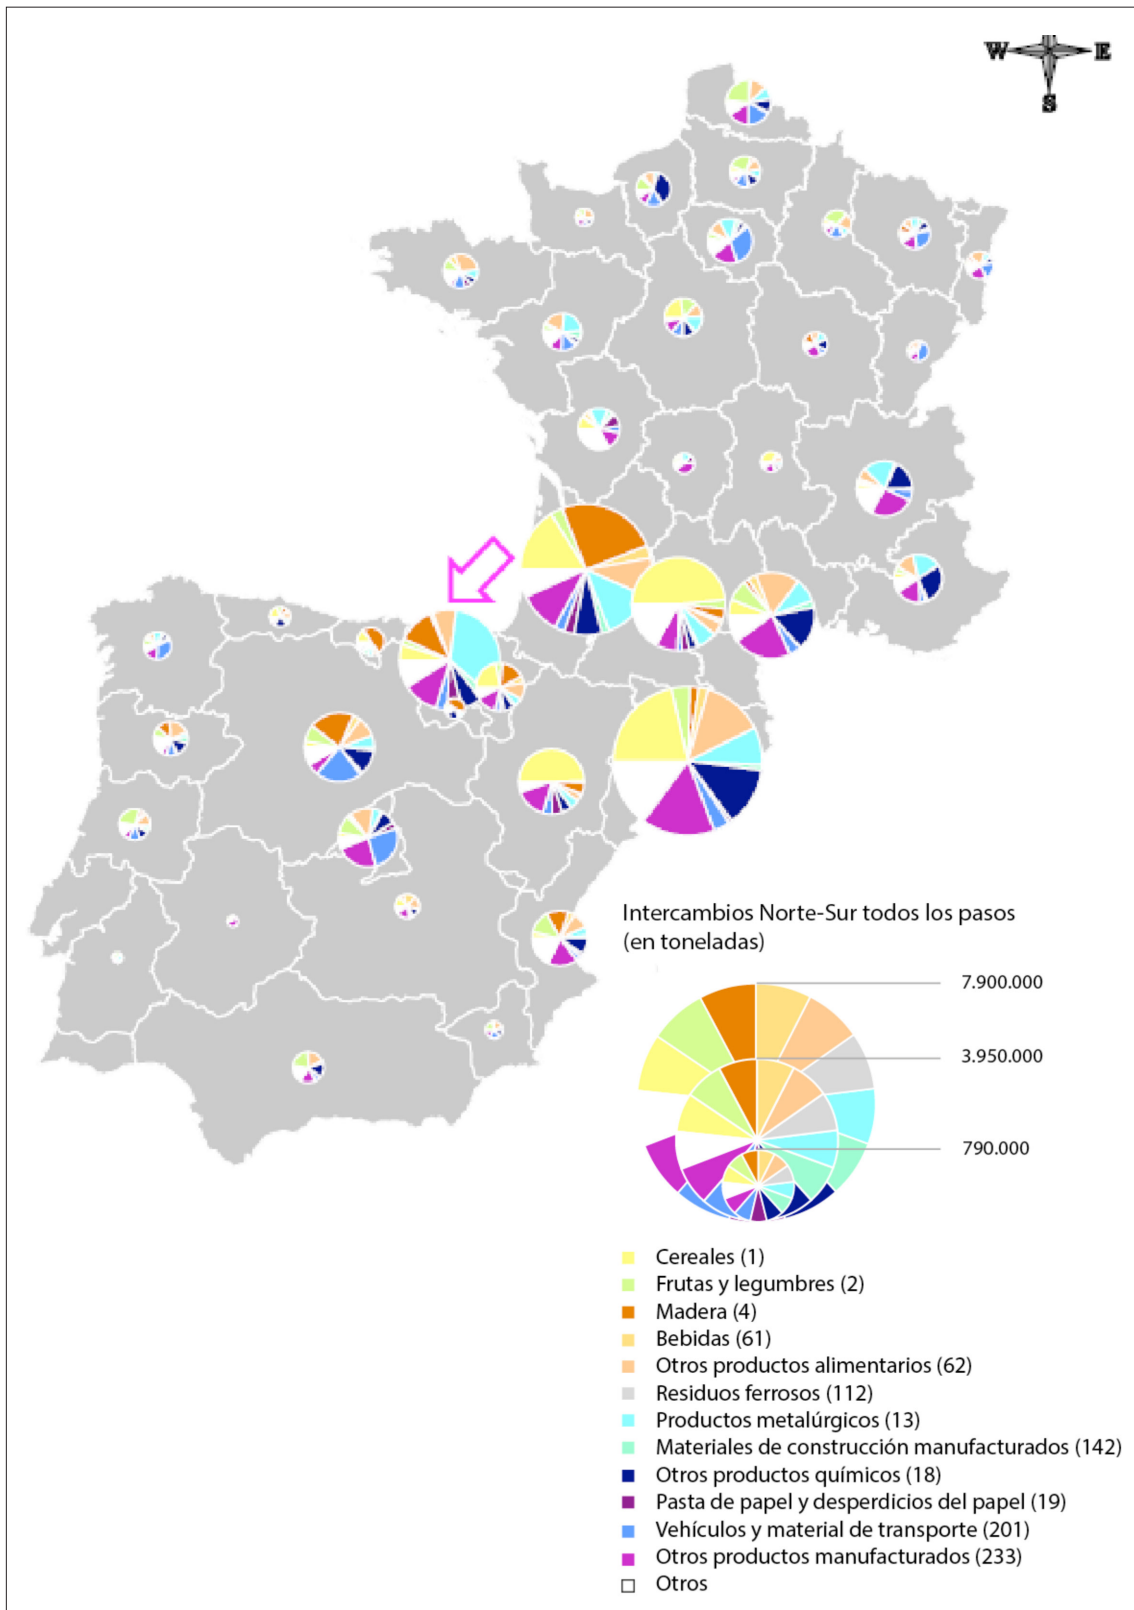 W E
S
Intercambios Norte-Sur todos los pasos
(en toneladas)
7.900.000
3.950.000
790.000
Cereales (1)
Frutas y legumbres (2)
Madera (4)
Bebidas (61)
Otros productos alimentarios (62)
Residuos ferrosos (112)
Productos metalúrgicos (13)
Materiales de construcción manufacturados (142)
Otros productos químicos (18)
Pasta de papel y desperdicios del papel (19)
Vehículos y material de transporte (201)
Otros productos manufacturados (233)
Otros